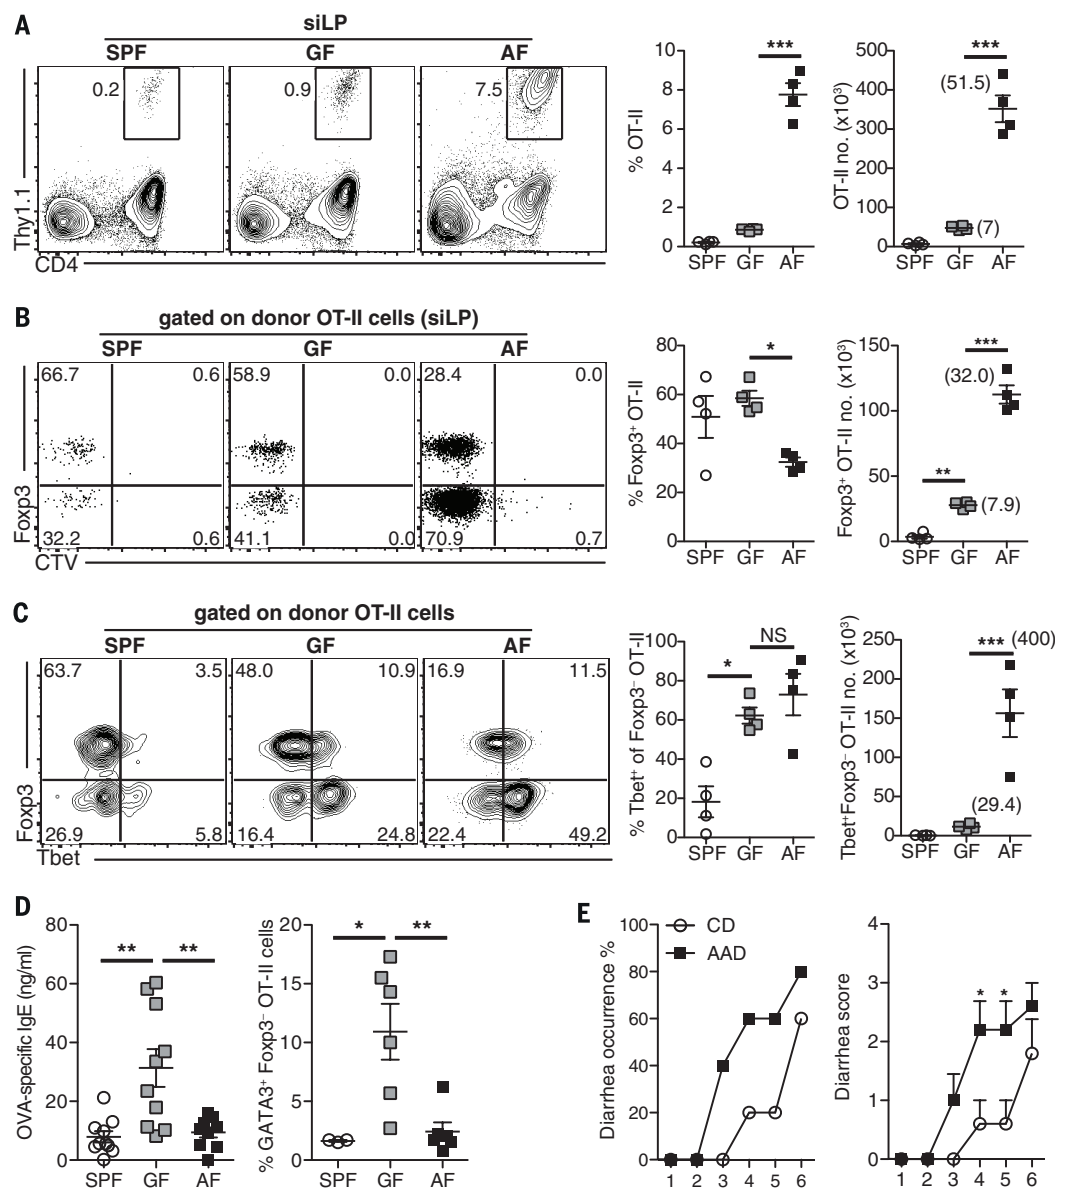 A
siLP
SPF GF AF
0.2 0.9 7.5
Thy1.1
CD4
% OT-II
10
8
6
4
2
0
***
SPF GF AF
OT-II no. (x10³)
500
400
300
200
100
0
***
(51.5)
(7)
SPF GF AF
B
gated on donor OT-II cells (siLP)
SPF GF AF
66.7 0.6 58.9 0.0 28.4 0.0
32.2 0.6 41.1 0.0 70.9 0.7
Foxp3
CTV
% Foxp3⁺ OT-II
80
60
40
20
0
*
SPF GF AF
Foxp3⁺ OT-II no. (x10³)
150
100
50
0
***
(32.0)
**
(7.9)
SPF GF AF
C
gated on donor OT-II cells
SPF GF AF
63.7 3.5 48.0 10.9 16.9 11.5
26.9 5.8 16.4 24.8 22.4 49.2
Foxp3
Tbet
% Tbet⁺ of Foxp3⁻ OT-II
100
80
60
40
20
0
NS
*
SPF GF AF
Tbet⁺Foxp3⁻ OT-II no. (x10³)
250
200
150
100
50
0
*** (400)
(29.4)
SPF GF AF
D
OVA-specific IgE (ng/ml)
80
60
40
20
0
** **
SPF GF AF
% GATA3⁺ Foxp3⁻ OT-II cells
20
15
10
5
0
* **
SPF GF AF
E
Diarrhea occurrence %
100
80
60
40
20
0
CD
AAD
1 2 3 4 5 6
Diarrhea score
4
3
2
1
0
* *
1 2 3 4 5 6